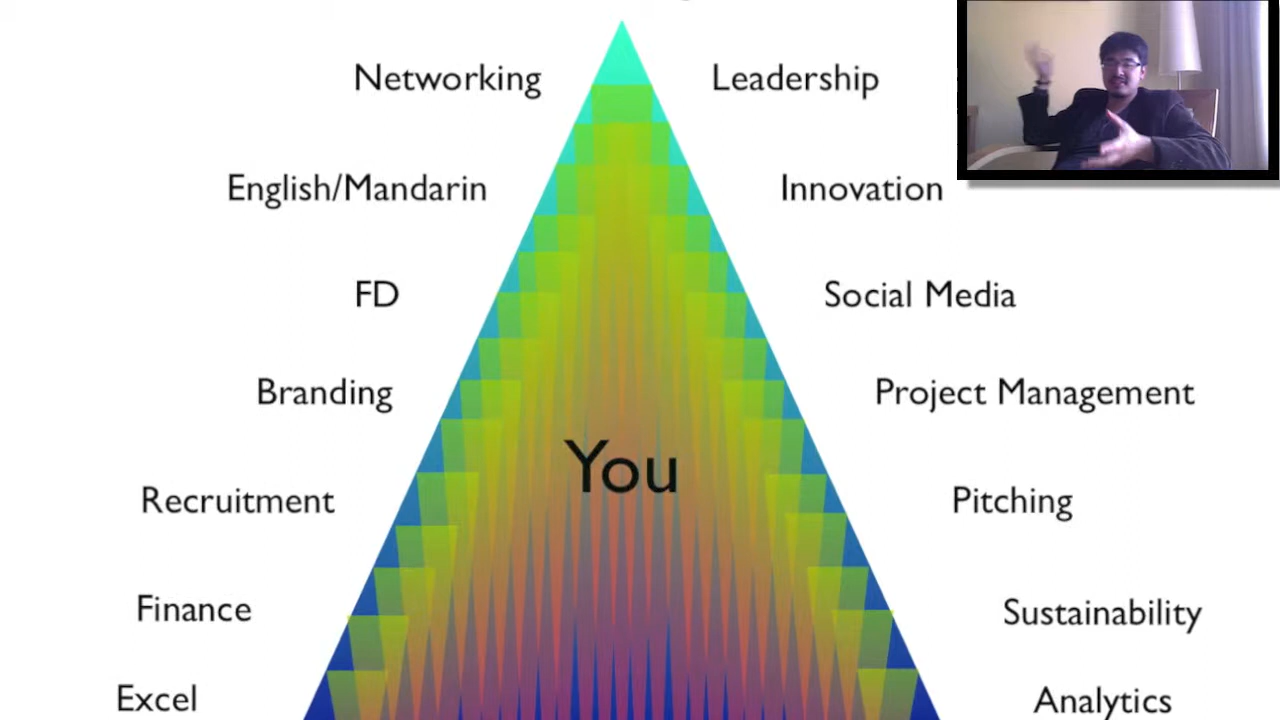 Networking Leadership
English/Mandarin Innovation
FD Social Media
Branding Project Management
You
Recruitment Pitching
Finance Sustainability
Excel Analytics